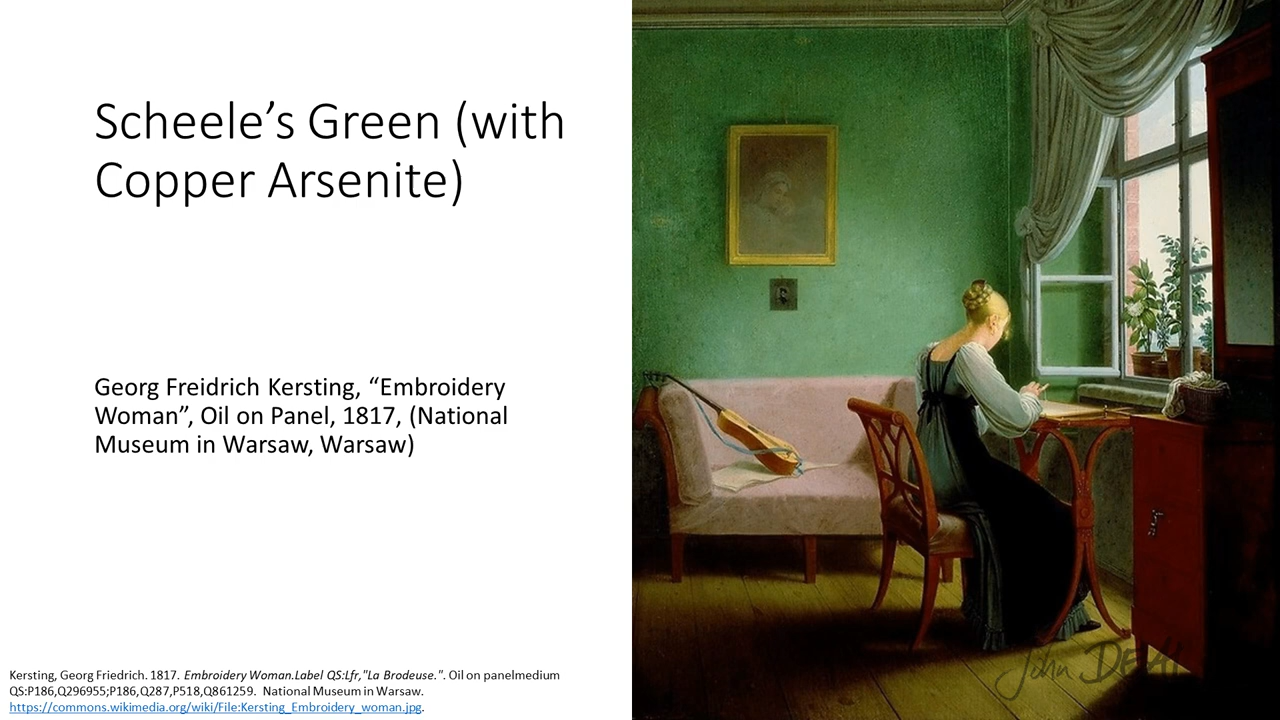 Scheele’s Green (with
Copper Arsenite)
Georg Freidrich Kersting, “Embroidery
Woman”, Oil on Panel, 1817, (National
Museum in Warsaw, Warsaw)
Kersting, Georg Friedrich. 1817. Embroidery Woman.Label QS:Lfr,"La Brodeuse.". Oil on panelmedium
QS:P186,Q296955;P186,Q287,P518,Q861259. National Museum in Warsaw.
https://commons.wikimedia.org/wiki/File:Kersting_Embroidery_woman.jpg.
John